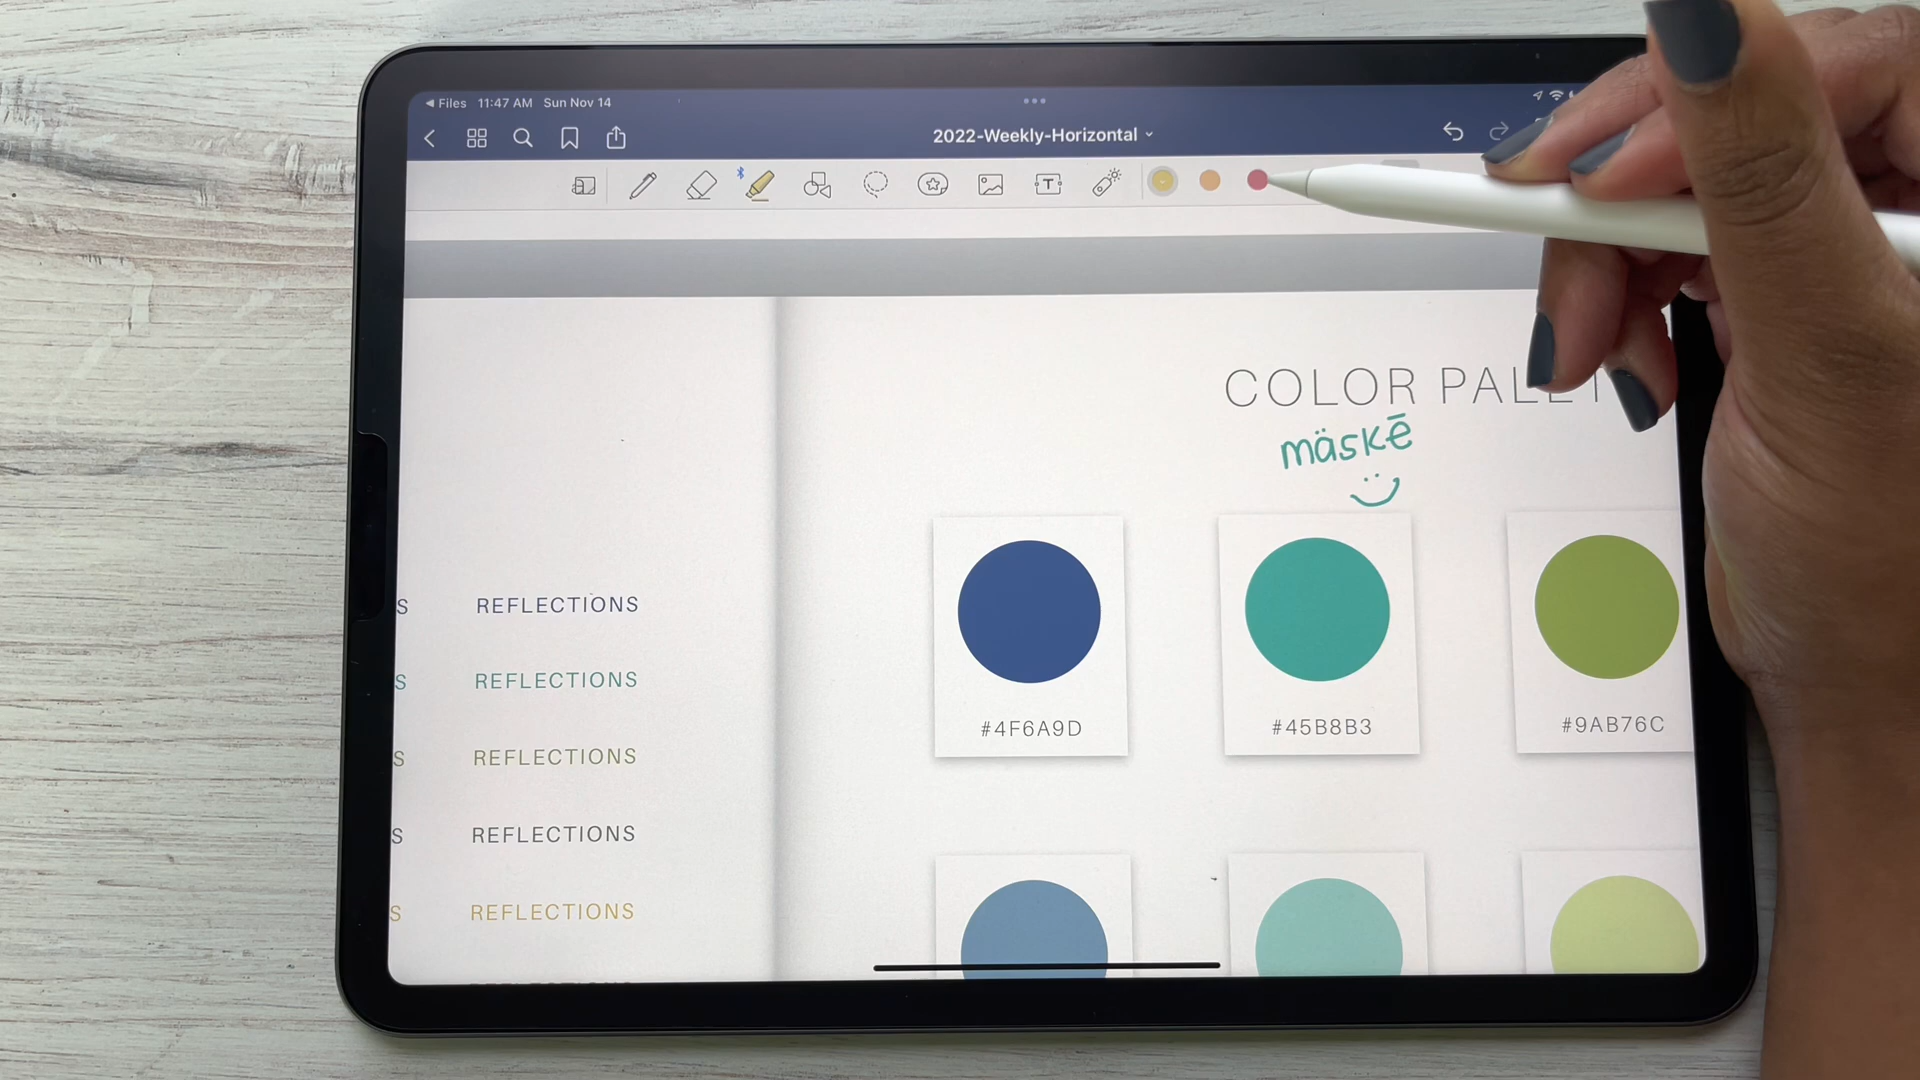 Files 11:47 AM Sun Nov 14
2022-Weekly-Horizontal
T
COLOR PALET
mäskē
S REFLECTIONS
S REFLECTIONS
S REFLECTIONS
S REFLECTIONS
S REFLECTIONS
#4F6A9D
#45B8B3
#9AB76C